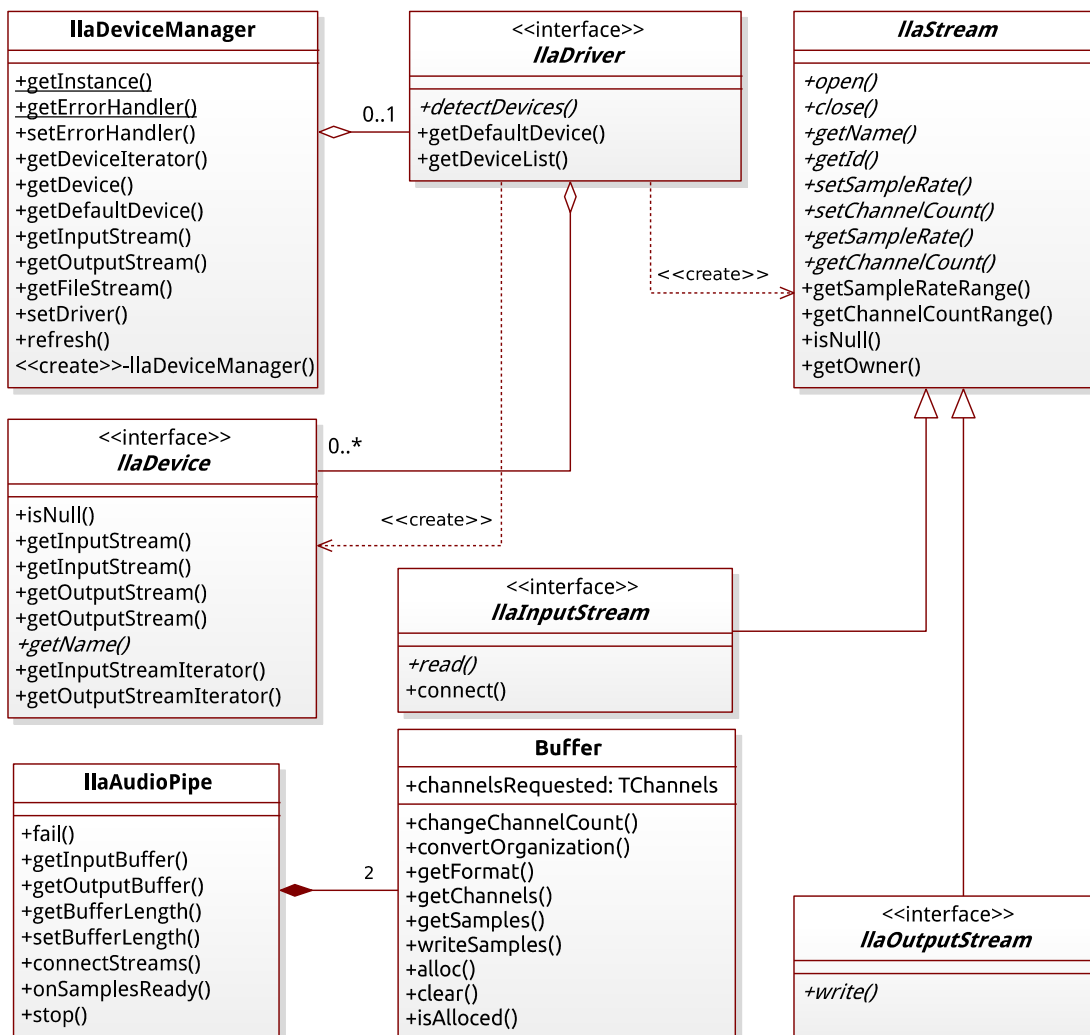 llaDeviceManager
+getInstance()
+getErrorHandler()
+setErrorHandler()
+getDeviceIterator()
+getDevice()
+getDefaultDevice()
+getInputStream()
+getOutputStream()
+getFileStream()
+setDriver()
+refresh()
<<create>>-llaDeviceManager()
0..1
<<interface>>
llaDriver
+detectDevices()
+getDefaultDevice()
+getDeviceList()
<<create>>
llaStream
+open()
+close()
+getName()
+getId()
+setSampleRate()
+setChannelCount()
+getSampleRate()
+getChannelCount()
+getSampleRateRange()
+getChannelCountRange()
+isNull()
+getOwner()
<<interface>>
llaDevice
+isNull()
+getInputStream()
+getInputStream()
+getOutputStream()
+getOutputStream()
+getName()
+getInputStreamIterator()
+getOutputStreamIterator()
0..*
<<create>>
<<interface>>
llaInputStream
+read()
+connect()
llaAudioPipe
+fail()
+getInputBuffer()
+getOutputBuffer()
+getBufferLength()
+setBufferLength()
+connectStreams()
+onSamplesReady()
+stop()
2
Buffer
+channelsRequested: TChannels
+changeChannelCount()
+convertOrganization()
+getFormat()
+getChannels()
+getSamples()
+writeSamples()
+alloc()
+clear()
+isAlloced()
<<interface>>
llaOutputStream
+write()